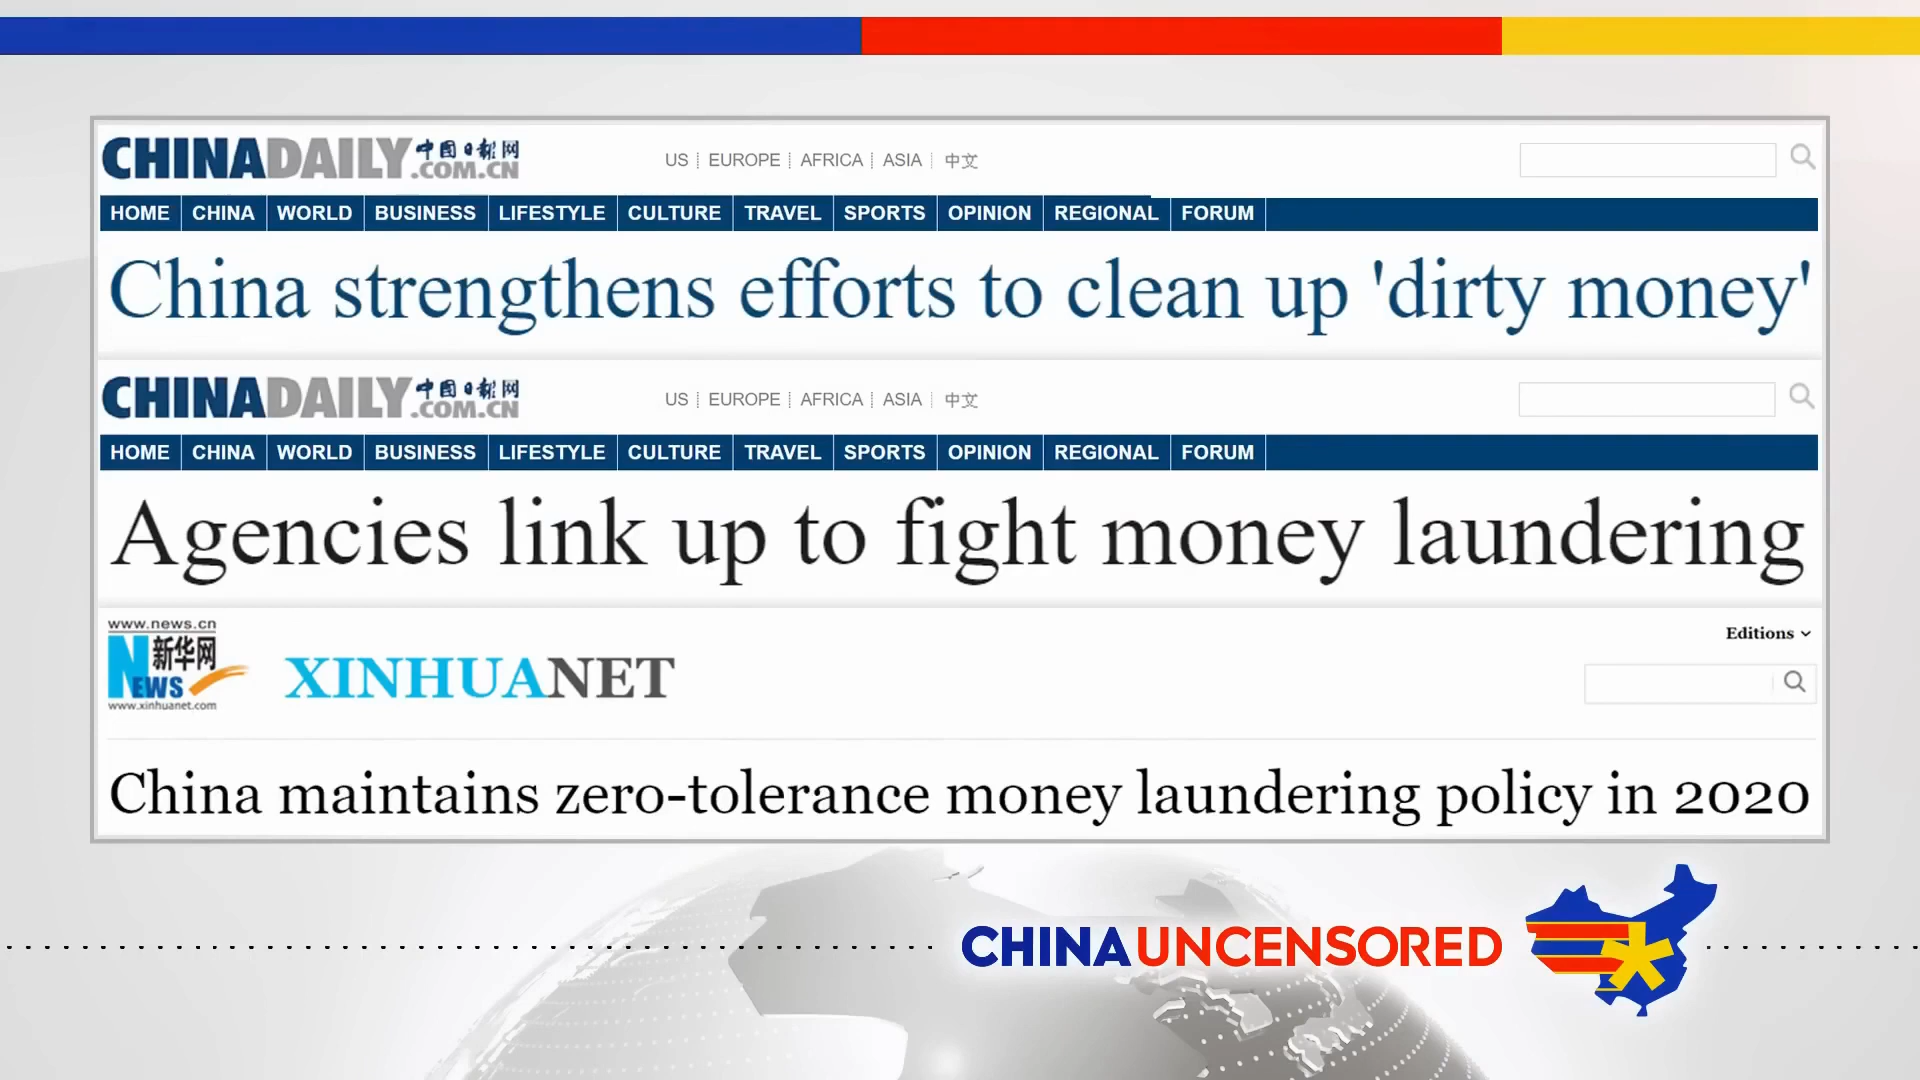 CHINADAILY 中国日报网 .COM.CN
US EUROPE AFRICA ASIA 中文
HOME CHINA WORLD BUSINESS LIFESTYLE CULTURE TRAVEL SPORTS OPINION REGIONAL FORUM
China strengthens efforts to clean up 'dirty money'
CHINADAILY 中国日报网 .COM.CN
US EUROPE AFRICA ASIA 中文
HOME CHINA WORLD BUSINESS LIFESTYLE CULTURE TRAVEL SPORTS OPINION REGIONAL FORUM
Agencies link up to fight money laundering
www.news.cn
新华网
NEWS
www.xinhuanet.com
XINHUANET
Editions
China maintains zero-tolerance money laundering policy in 2020
CHINAUNCENSORED